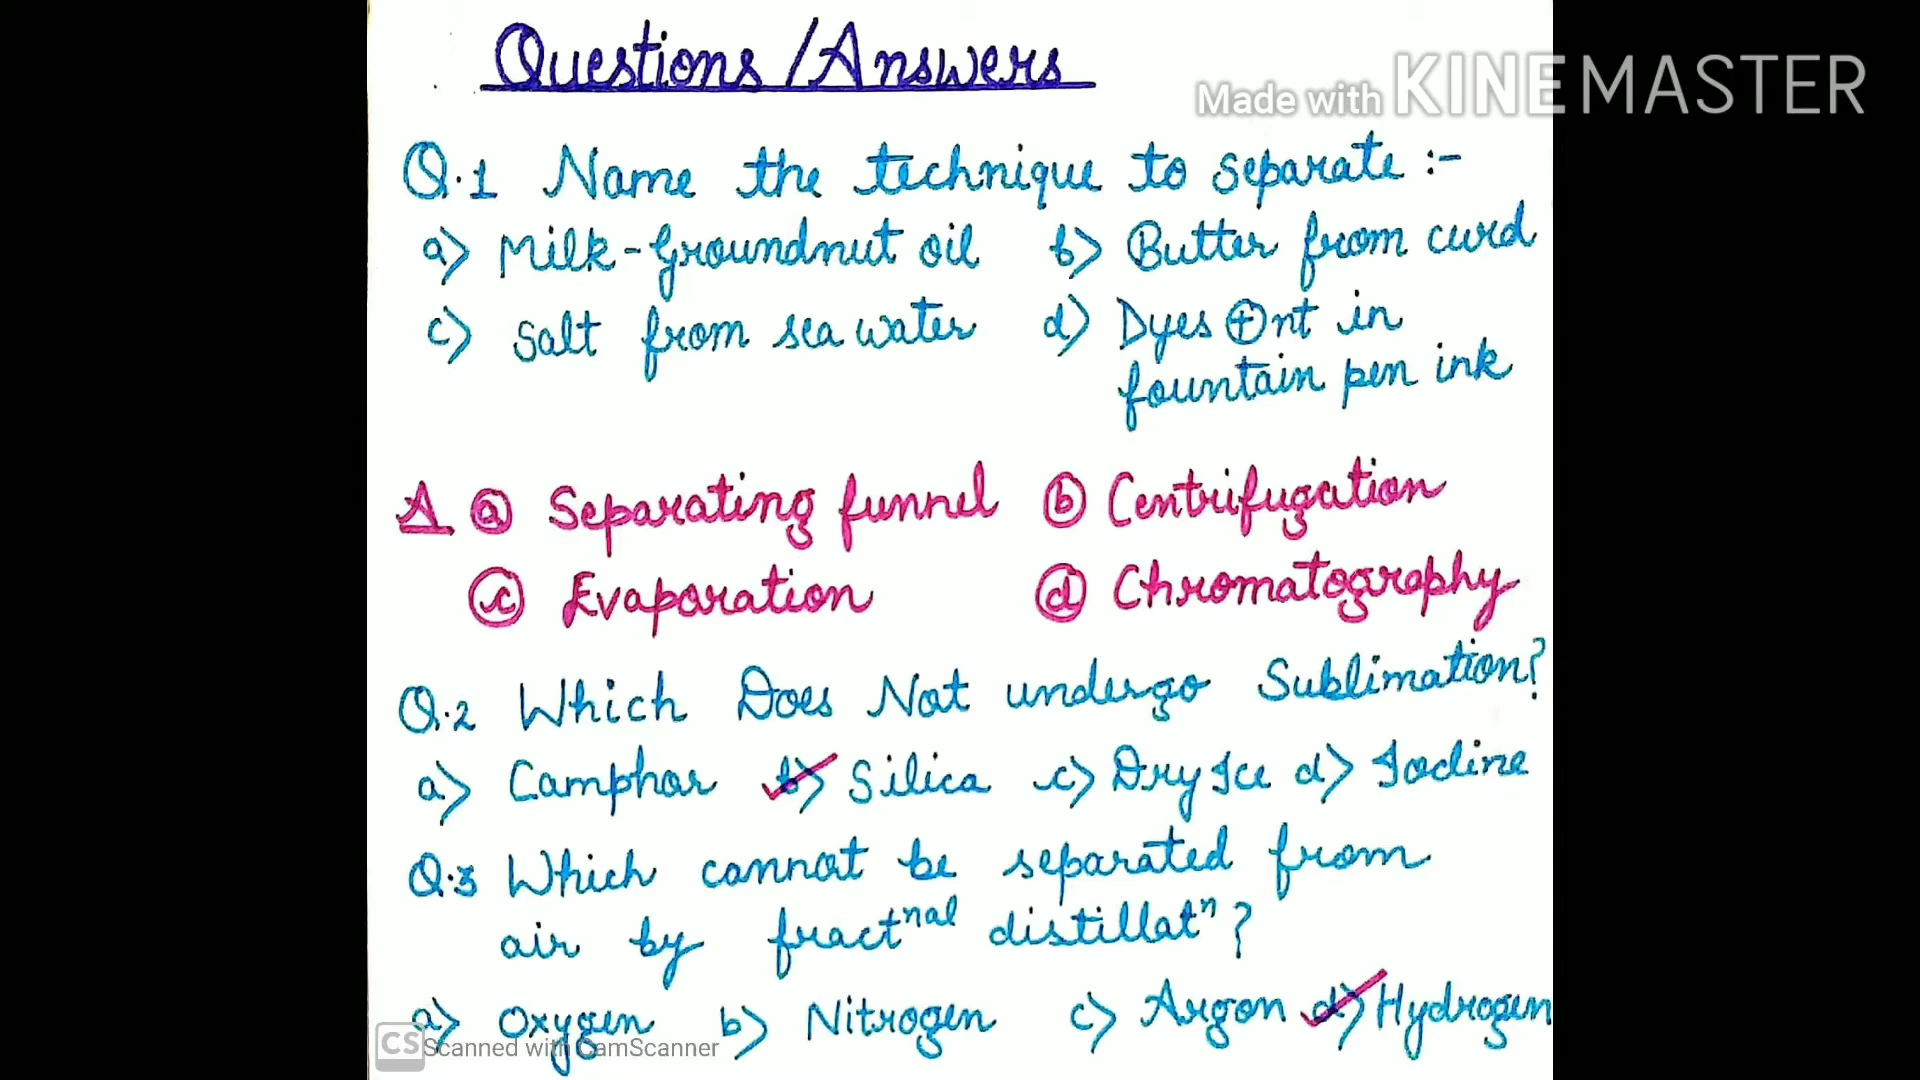 Questions/Answers
Made with KINEMASTER
Q.1 Name the technique to separate :-
a) Milk-Groundnut oil b) Butter from curd
c) Salt from sea water d) Dyes ⊕nt in
fountain pen ink
A ⓐ Separating funnel ⓑ Centrifugation
ⓒ Evaporation ⓓ Chromatography
Q.2 Which Does Not undergo Sublimation?
a) Camphor b) Silica c) Dry Ice d) Iodine
Q.3 Which cannot be separated from
air by fractⁿᵃˡ distillatⁿ?
a) Oxygen b) Nitrogen c) Argon d) Hydrogen
CS Scanned with CamScanner